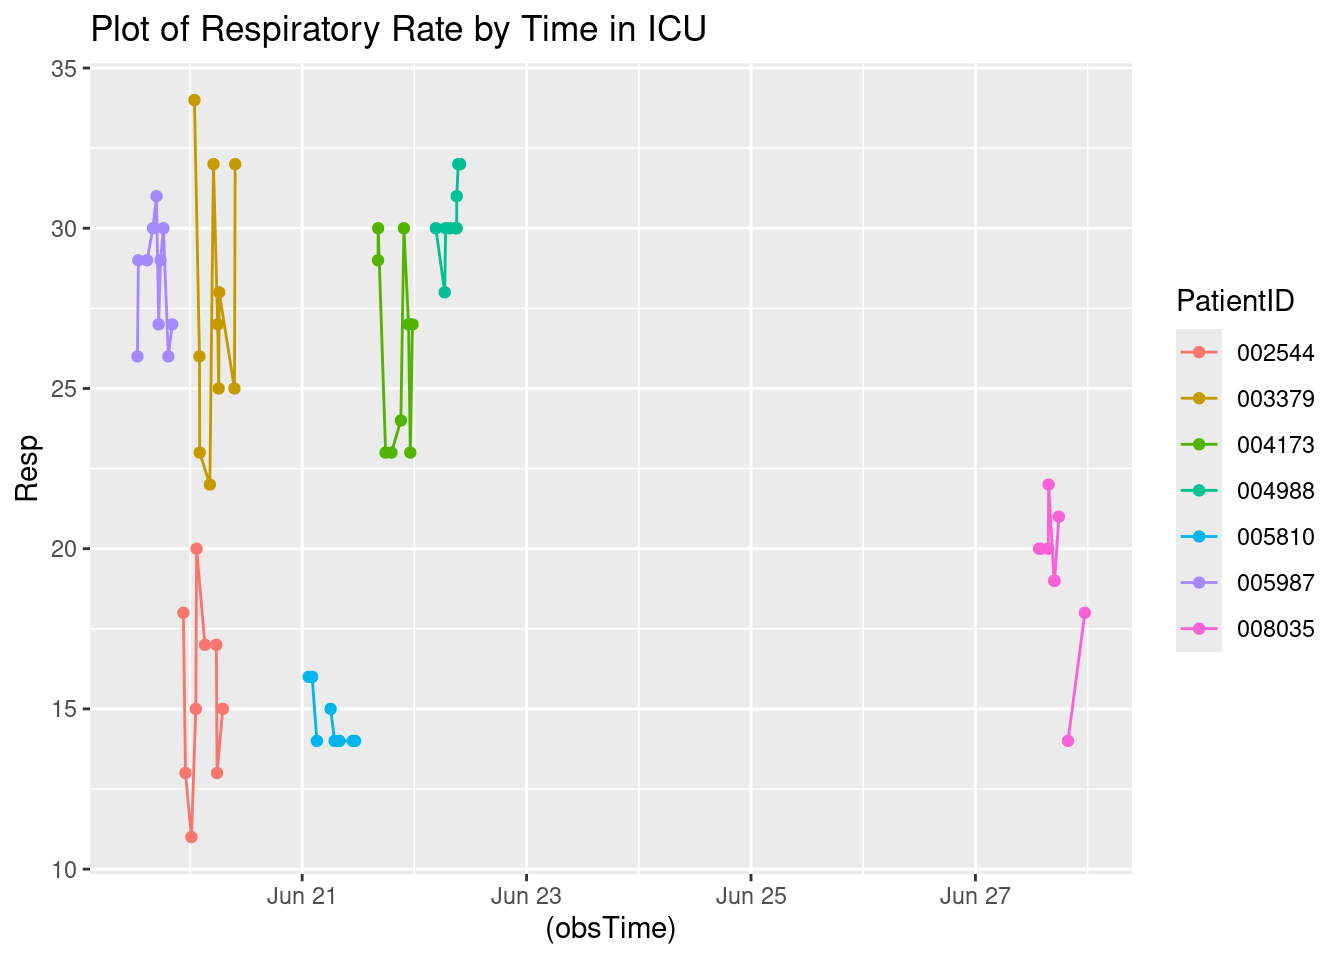 Plot of Respiratory Rate by Time in ICU
35
30
25
20
15
10
Resp
Jun 21
Jun 23
Jun 25
Jun 27
(obsTime)
PatientID
002544
003379
004173
004988
005810
005987
008035